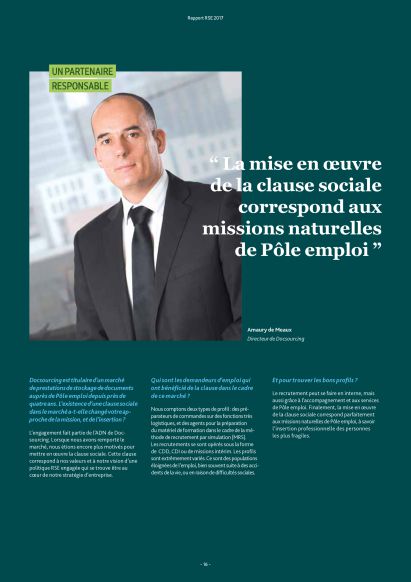 Rapport RSE 2017
UN PARTENAIRE
RESPONSABLE
“ La mise en œuvre
de la clause sociale
correspond aux
missions naturelles
de Pôle emploi ”
Amaury de Meaux
Directeur de Docsourcing
Docsourcing est titulaire d'un marché
de prestations de stockage de documents
auprès de Pôle emploi depuis près de
quatre ans. L'existence d'une clause sociale
dans le marché a-t-elle changé votre ap-
proche de la mission, et de l'insertion ?
L'engagement fait partie de l'ADN de Doc-
sourcing. Lorsque nous avons remporté le
marché, nous étions encore plus motivés pour
mettre en œuvre la clause sociale. Cette clause
correspond à nos valeurs et à notre vision d'une
politique RSE engagée qui se trouve être au
cœur de notre stratégie d'entreprise.
Qui sont les demandeurs d'emploi qui
ont bénéficié de la clause dans le cadre
de ce marché ?
Nous comptons deux types de profil : des pré-
parateurs de commandes sur des fonctions très
logistiques, et des agents pour la préparation
du matériel de formation dans le cadre de la mé-
thode de recrutement par simulation (MRS).
Les recrutements se sont opérés sous la forme
de CDD, CDI ou de missions intérim. Les profils
sont extrêmement variés. Ce sont des populations
éloignées de l'emploi, bien souvent suite à des acci-
dents de la vie, ou en raison de difficultés sociales.
Et pour trouver les bons profils ?
Le recrutement peut se faire en interne, mais
aussi grâce à l'accompagnement et aux services
de Pôle emploi. Finalement, la mise en œuvre
de la clause sociale correspond parfaitement
aux missions naturelles de Pôle emploi, à savoir
l'insertion professionnelle des personnes
les plus fragiles.
- 16 -